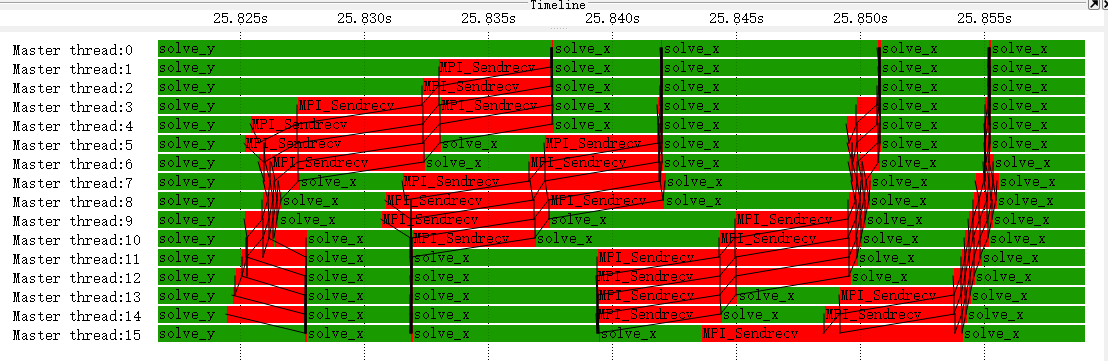 Timeline
25.825s 25.830s 25.835s 25.840s 25.845s 25.850s 25.855s
Master thread:0 solve_y solve_x solve_x solve_x solve_x
Master thread:1 solve_y MPI_Sendrecv solve_x solve_x solve_x solve_x
Master thread:2 solve_y MPI_Sendrecv solve_x solve_x solve_x solve_x
Master thread:3 solve_y MPI_Sendrecv MPI_Sendrecv solve_x solve_x solve_x solve_x
Master thread:4 solve_y MPI_Sendrecv solve_x solve_x solve_x solve_x
Master thread:5 solve_y MPI_Sendrecv solve_x MPI_Sendrecv solve_x solve_x solve_x
Master thread:6 solve_y MPI_Sendrecv solve_x MPI_Sendrecv solve_x solve_x solve_x
Master thread:7 solve_y solve_x MPI_Sendrecv solve_x solve_x solve_x
Master thread:8 solve_y solve_x MPI_Sendrecv MPI_Sendrecv solve_x solve_x solve_x
Master thread:9 solve_y solve_x MPI_Sendrecv solve_x MPI_Sendrecv solve_x solve_x
Master thread:10 solve_y solve_x MPI_Sendrecv solve_x MPI_Sendrecv solve_x solve_x
Master thread:11 solve_y solve_x solve_x MPI_Sendrecv solve_x solve_x
Master thread:12 solve_y solve_x solve_x MPI_Sendrecv solve_x solve_x
Master thread:13 solve_y solve_x solve_x MPI_Sendrecv solve_x MPI_Sendrecv solve_x
Master thread:14 solve_y solve_x solve_x MPI_Sendrecv solve_x MPI_Sendrecv solve_x
Master thread:15 solve_y solve_x solve_x solve_x MPI_Sendrecv solve_x